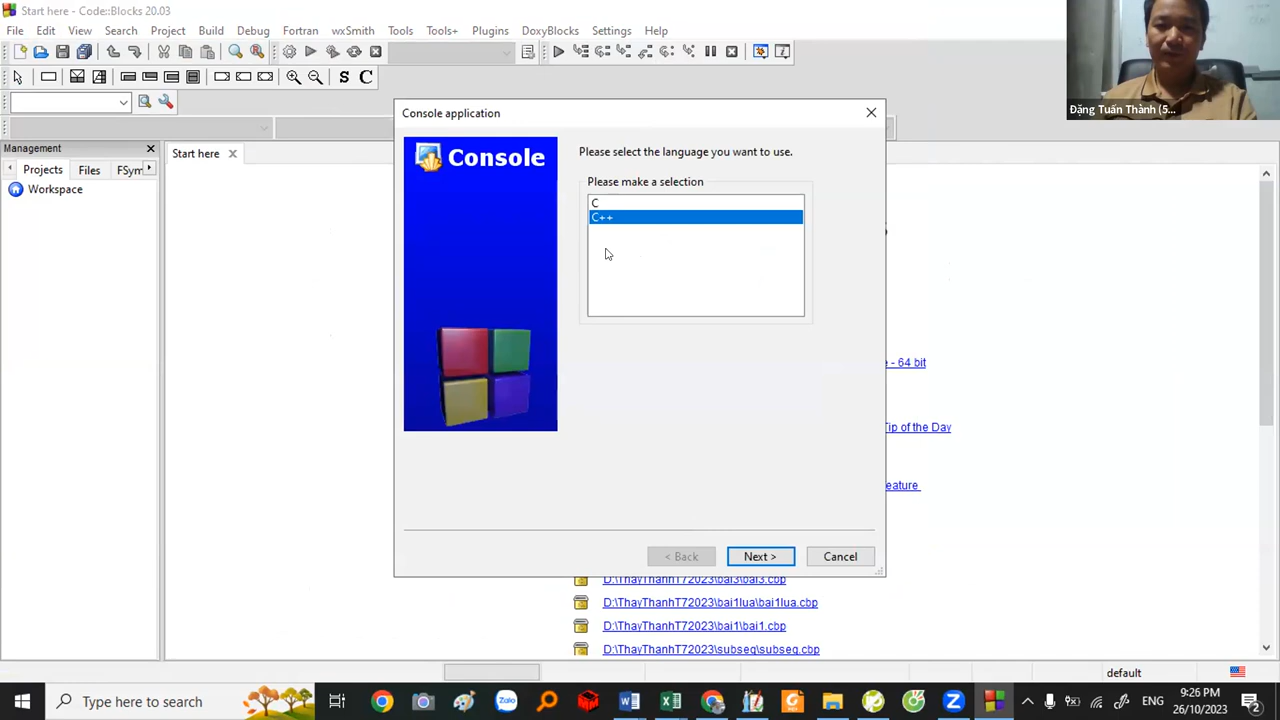 Start here - Code::Blocks 20.03
File Edit View Search Project Build Debug Fortran wxSmith Tools Tools+ Plugins DoxyBlocks Settings Help
S C
Đặng Tuấn Thành (5...
Management
Projects Files FSym
Workspace
Start here
Console application
Console
Please select the language you want to use.
Please make a selection
C
C++
e - 64 bit
Tip of the Day
eature
< Back Next > Cancel
D:\ThayThanhT72023\bai3\bai3.cbp
D:\ThayThanhT72023\bai1lua\bai1lua.cbp
D:\ThayThanhT72023\bai1\bai1.cbp
D:\ThayThanhT72023\subseq\subseq.cbp
default
Type here to search
Zalo
ENG
9:26 PM
26/10/2023
2